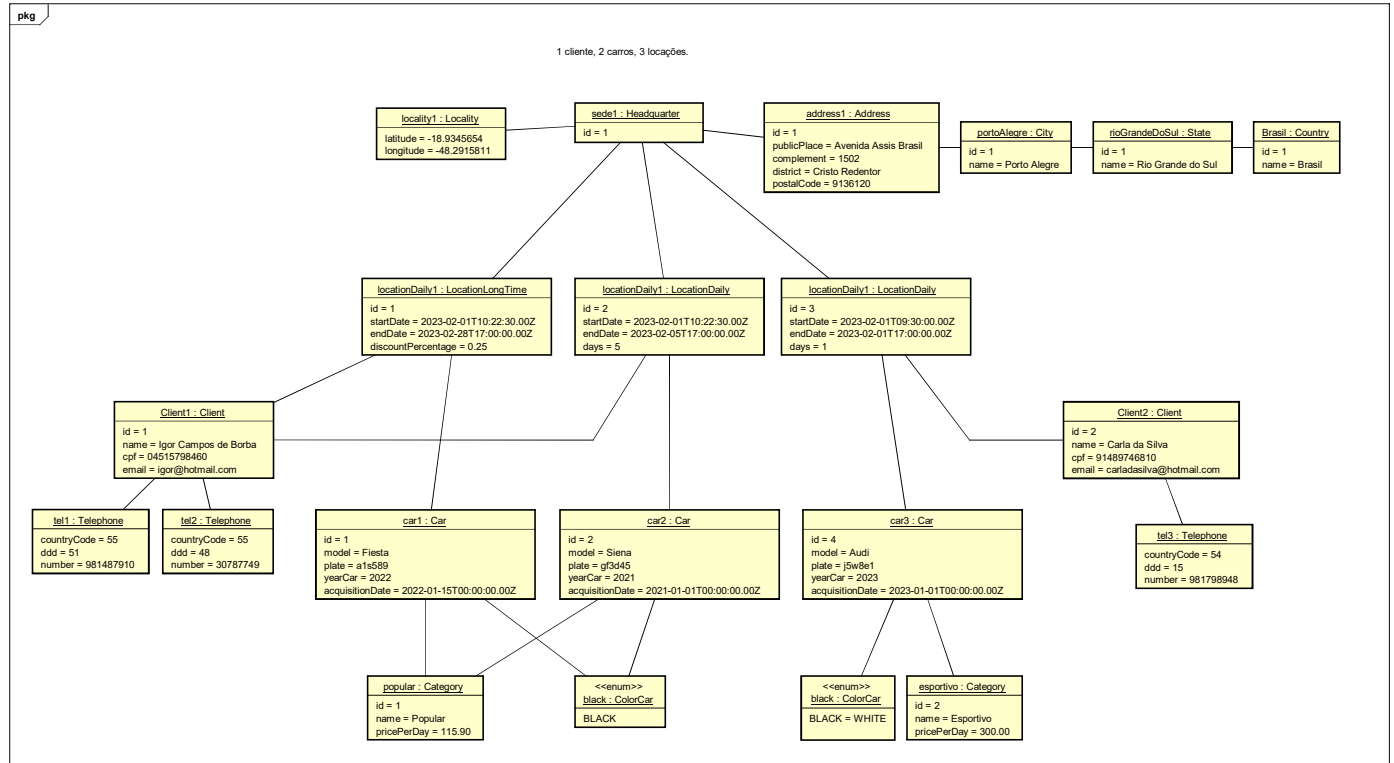 pkg
1 cliente, 2 carros, 3 locações.
locality1 : Locality
latitude = -18.9345654
longitude = -48.2915811
sede1 : Headquarter
id = 1
address1 : Address
id = 1
publicPlace = Avenida Assis Brasil
complement = 1502
district = Cristo Redentor
postalCode = 9136120
portoAlegre : City
id = 1
name = Porto Alegre
rioGrandeDoSul : State
id = 1
name = Rio Grande do Sul
Brasil : Country
id = 1
name = Brasil
locationDaily1 : LocationLongTime
id = 1
startDate = 2023-02-01T10:22:30.00Z
endDate = 2023-02-28T17:00:00.00Z
discountPercentage = 0.25
locationDaily1 : LocationDaily
id = 2
startDate = 2023-02-01T10:22:30.00Z
endDate = 2023-02-05T17:00:00.00Z
days = 5
locationDaily1 : LocationDaily
id = 3
startDate = 2023-02-01T09:30:00.00Z
endDate = 2023-02-01T17:00:00.00Z
days = 1
Client1 : Client
id = 1
name = Igor Campos de Borba
cpf = 04515798460
email = igor@hotmail.com
Client2 : Client
id = 2
name = Carla da Silva
cpf = 91489746810
email = carladasilva@hotmail.com
tel1 : Telephone
countryCode = 55
ddd = 51
number = 981487910
tel2 : Telephone
countryCode = 55
ddd = 48
number = 30787749
car1 : Car
id = 1
model = Fiesta
plate = a1s589
yearCar = 2022
acquisitionDate = 2022-01-15T00:00:00.00Z
car2 : Car
id = 2
model = Siena
plate = gf3d45
yearCar = 2021
acquisitionDate = 2021-01-01T00:00:00.00Z
car3 : Car
id = 4
model = Audi
plate = j5w8e1
yearCar = 2023
acquisitionDate = 2023-01-01T00:00:00.00Z
tel3 : Telephone
countryCode = 54
ddd = 15
number = 981798948
popular : Category
id = 1
name = Popular
pricePerDay = 115.90
<<enum>>
black : ColorCar
BLACK
<<enum>>
black : ColorCar
BLACK = WHITE
esportivo : Category
id = 2
name = Esportivo
pricePerDay = 300.00